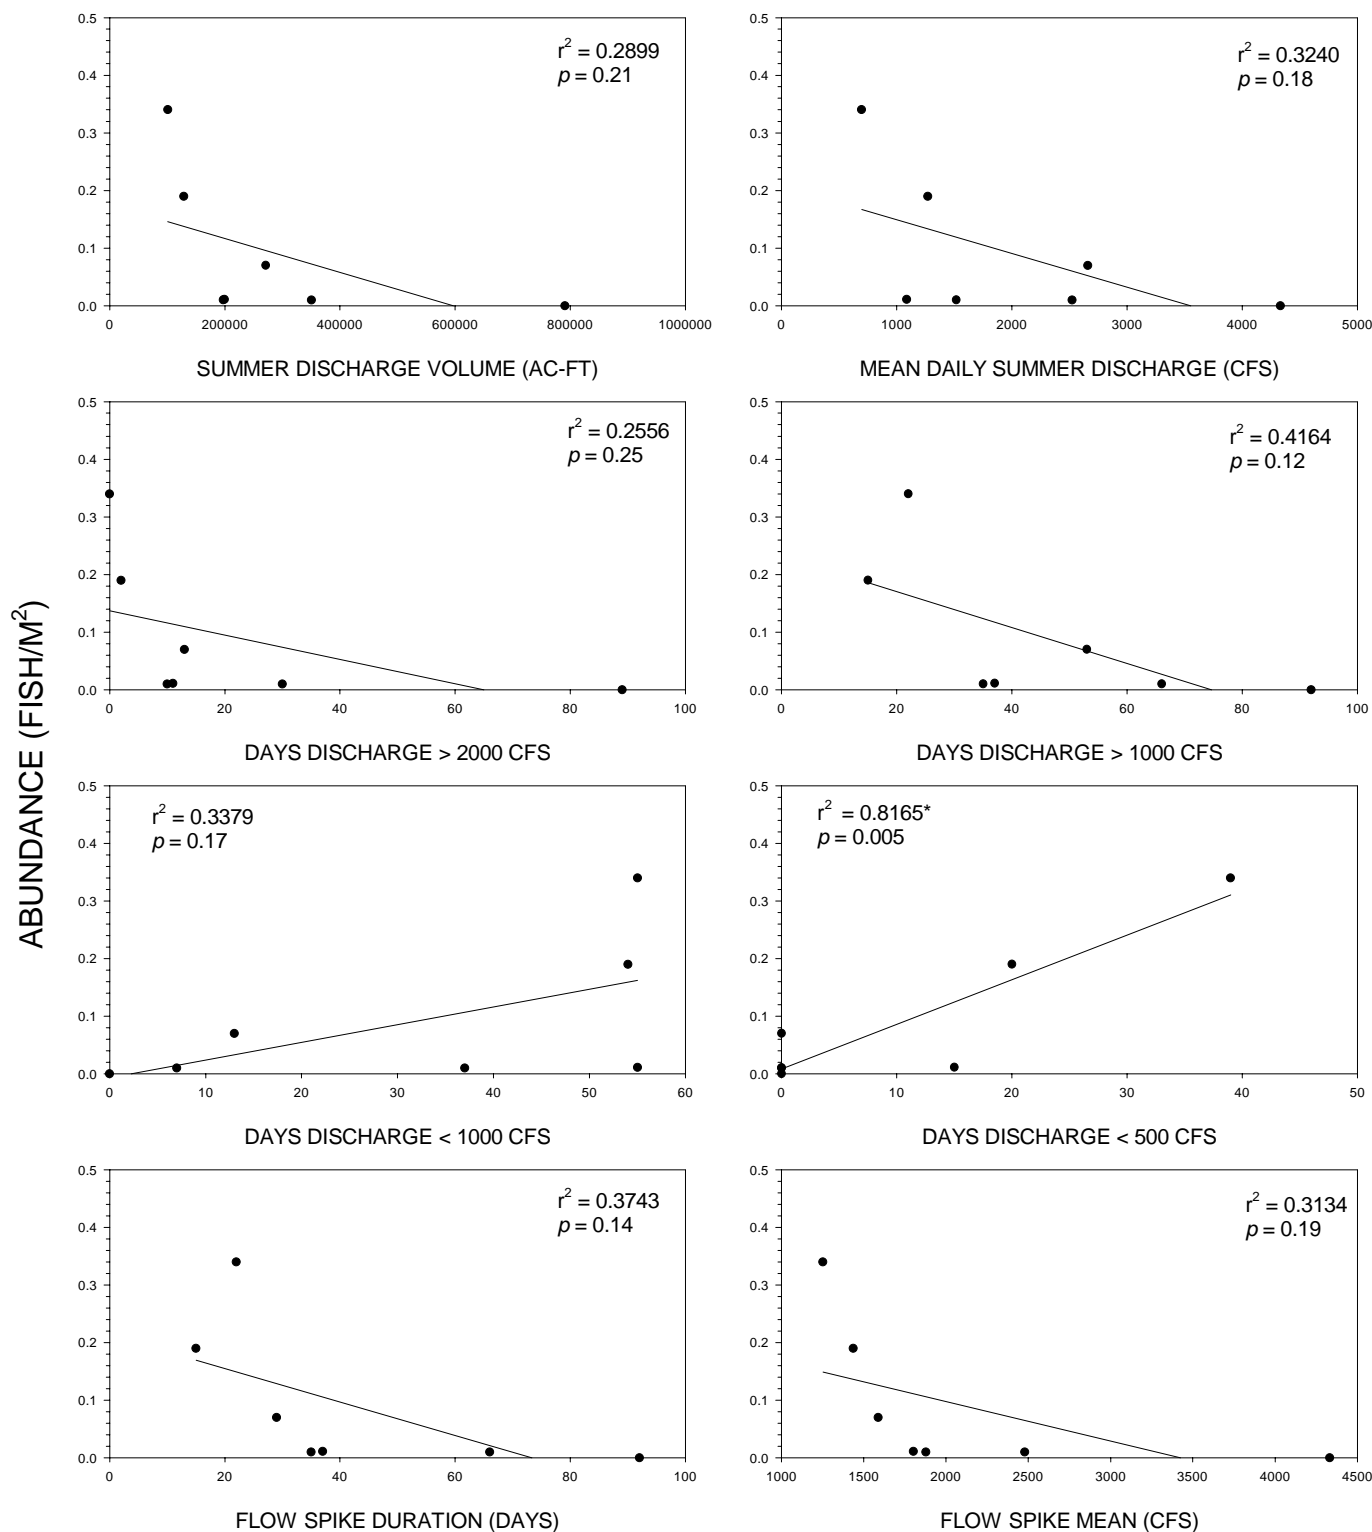 ABUNDANCE (FISH/M²)
0.5
0.4
0.3
0.2
0.1
0.0
r² = 0.2899
p = 0.21
0 200000 400000 600000 800000 1000000
SUMMER DISCHARGE VOLUME (AC-FT)
0.5
0.4
0.3
0.2
0.1
0.0
r² = 0.3240
p = 0.18
0 1000 2000 3000 4000 5000
MEAN DAILY SUMMER DISCHARGE (CFS)
0.5
0.4
0.3
0.2
0.1
0.0
r² = 0.2556
p = 0.25
0 20 40 60 80 100
DAYS DISCHARGE > 2000 CFS
0.5
0.4
0.3
0.2
0.1
0.0
r² = 0.4164
p = 0.12
0 20 40 60 80 100
DAYS DISCHARGE > 1000 CFS
0.5
0.4
0.3
0.2
0.1
0.0
r² = 0.3379
p = 0.17
0 10 20 30 40 50 60
DAYS DISCHARGE < 1000 CFS
0.5
0.4
0.3
0.2
0.1
0.0
r² = 0.8165*
p = 0.005
0 10 20 30 40 50
DAYS DISCHARGE < 500 CFS
0.5
0.4
0.3
0.2
0.1
0.0
r² = 0.3743
p = 0.14
0 20 40 60 80 100
FLOW SPIKE DURATION (DAYS)
0.5
0.4
0.3
0.2
0.1
0.0
r² = 0.3134
p = 0.19
1000 1500 2000 2500 3000 3500 4000 4500
FLOW SPIKE MEAN (CFS)